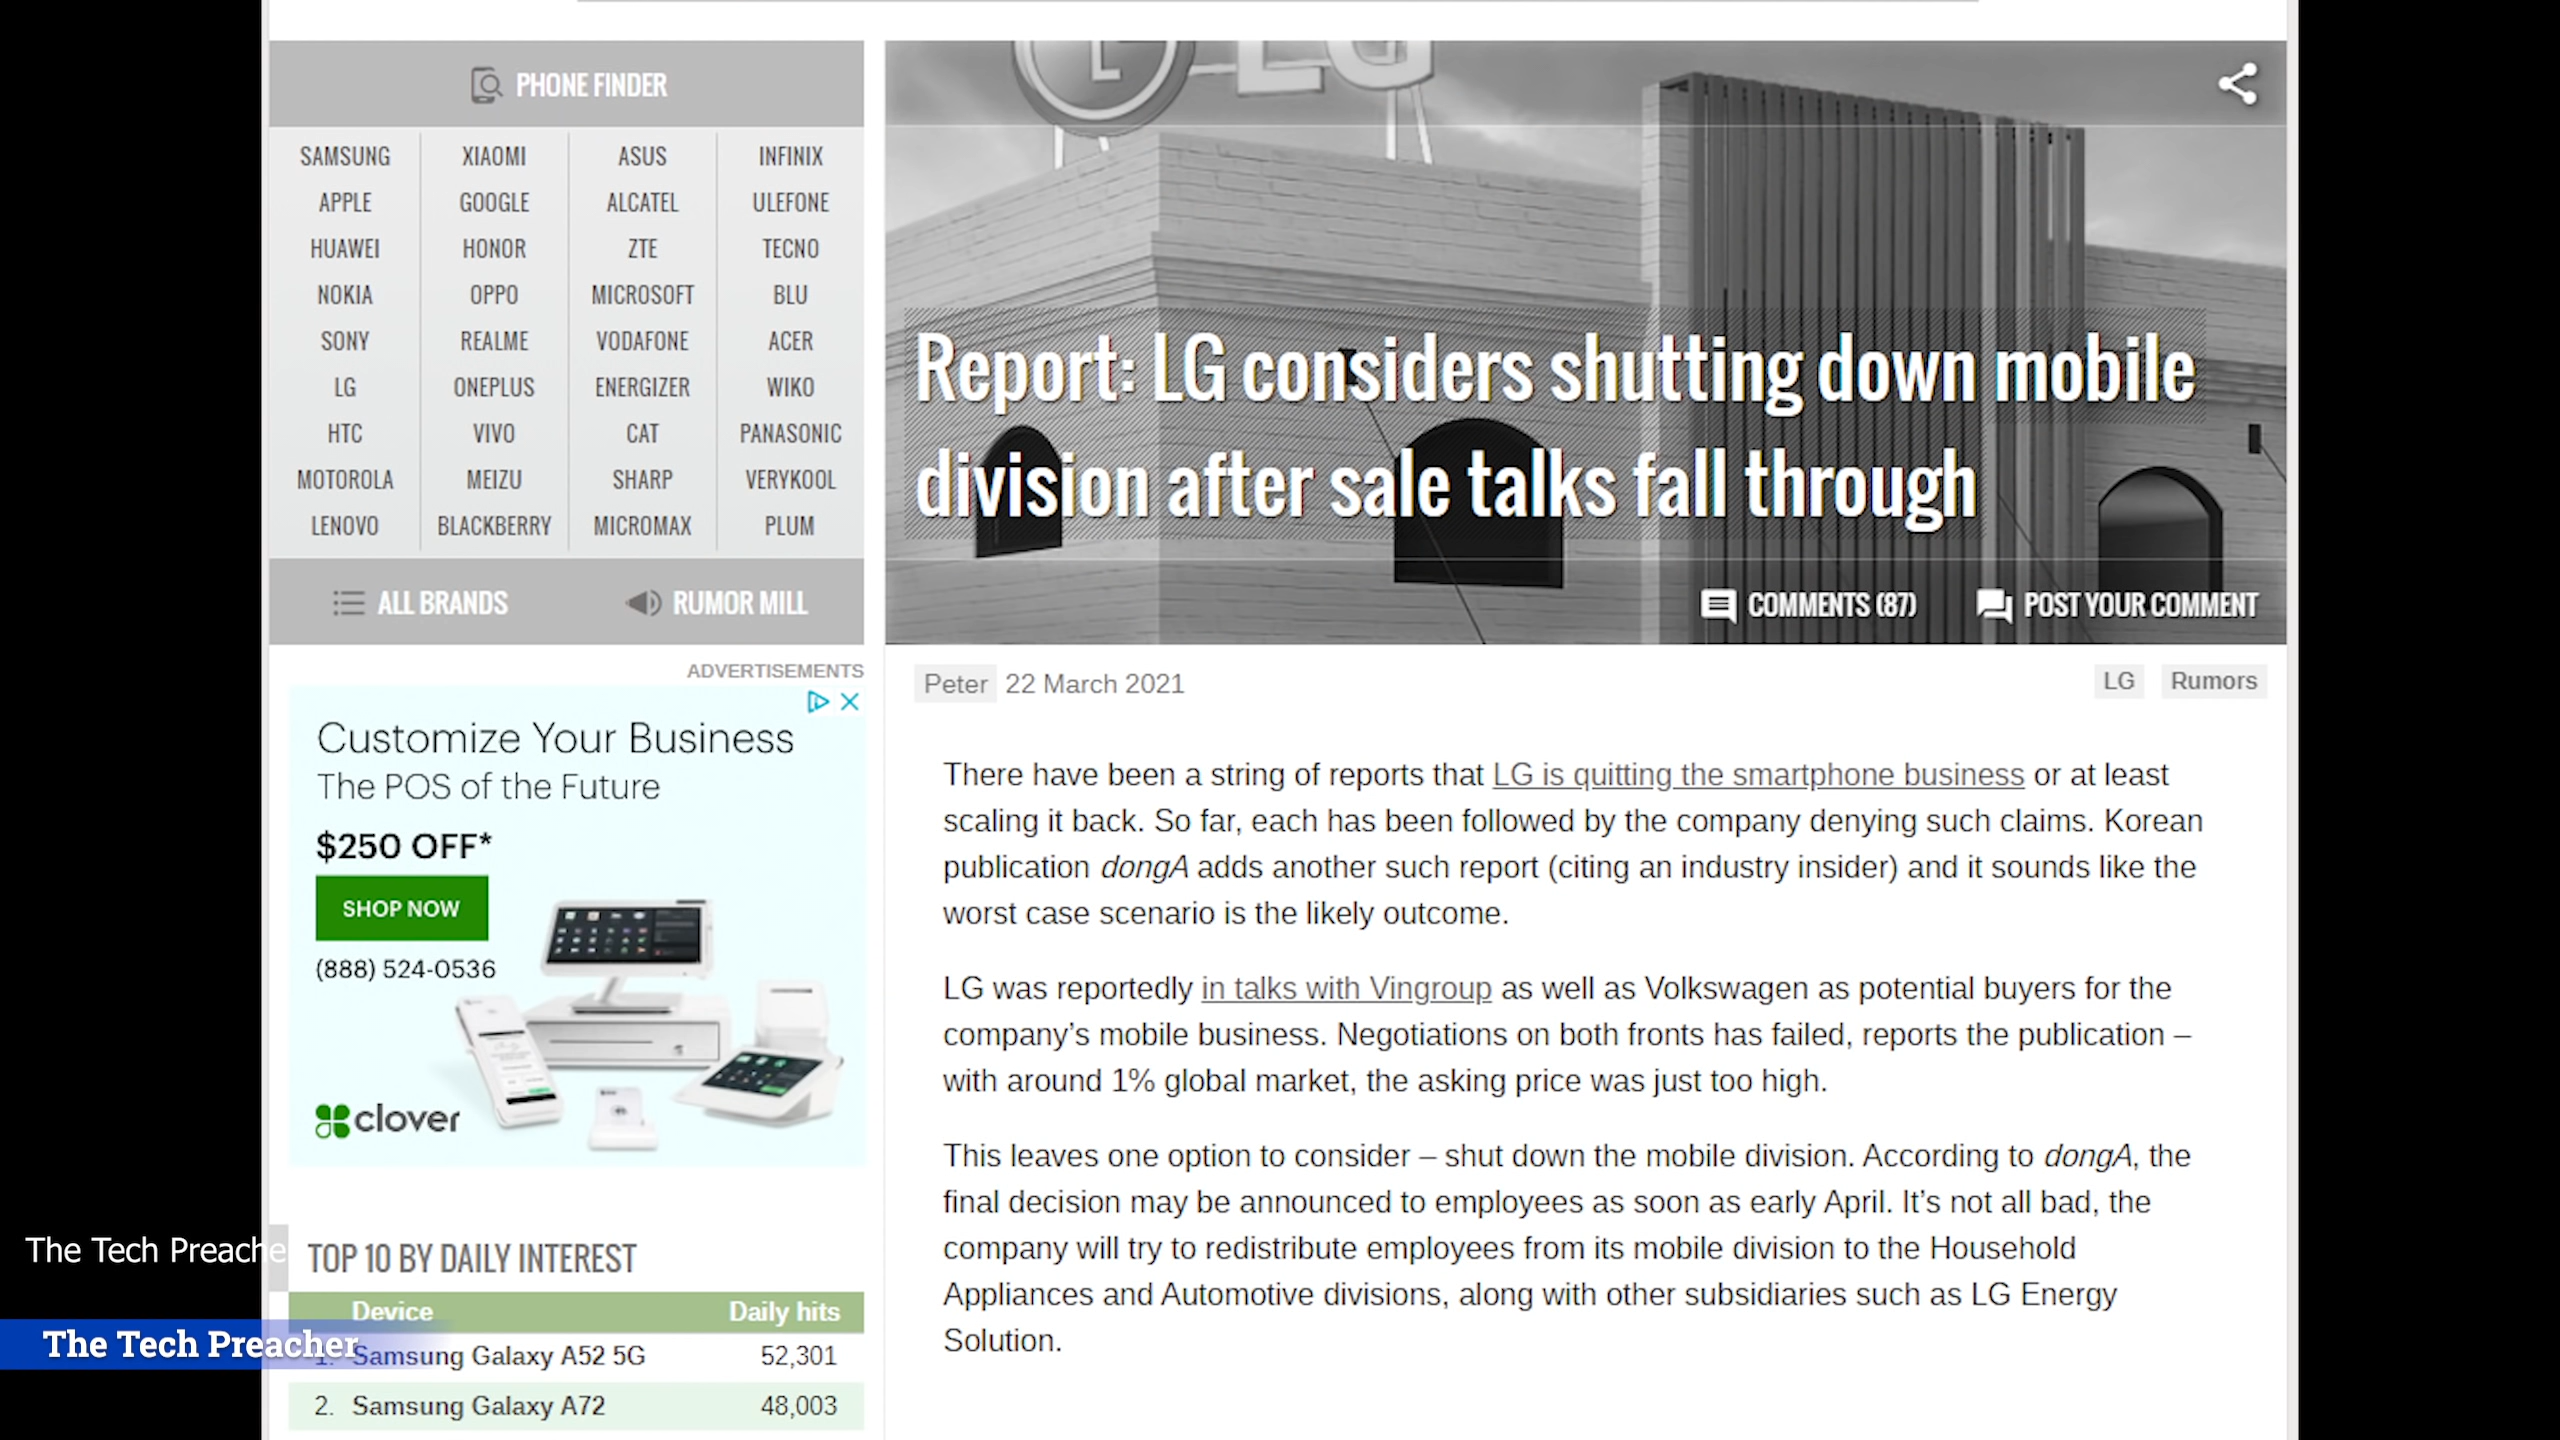 PHONE FINDER
SAMSUNG XIAOMI ASUS INFINIX
APPLE GOOGLE ALCATEL ULEFONE
HUAWEI HONOR ZTE TECNO
NOKIA OPPO MICROSOFT BLU
SONY REALME VODAFONE ACER
LG ONEPLUS ENERGIZER WIKO
HTC VIVO CAT PANASONIC
MOTOROLA MEIZU SHARP VERYKOOL
LENOVO BLACKBERRY MICROMAX PLUM
ALL BRANDS RUMOR MILL
ADVERTISEMENTS
Customize Your Business
The POS of the Future
$250 OFF*
SHOP NOW
(888) 524-0536
clover
TOP 10 BY DAILY INTEREST
Device Daily hits
1. Samsung Galaxy A52 5G 52,301
2. Samsung Galaxy A72 48,003
The Tech Preache
The Tech Preacher
LG
Report: LG considers shutting down mobile
division after sale talks fall through
COMMENTS (87) POST YOUR COMMENT
Peter 22 March 2021 LG Rumors
There have been a string of reports that LG is quitting the smartphone business or at least
scaling it back. So far, each has been followed by the company denying such claims. Korean
publication dongA adds another such report (citing an industry insider) and it sounds like the
worst case scenario is the likely outcome.
LG was reportedly in talks with Vingroup as well as Volkswagen as potential buyers for the
company’s mobile business. Negotiations on both fronts has failed, reports the publication –
with around 1% global market, the asking price was just too high.
This leaves one option to consider – shut down the mobile division. According to dongA, the
final decision may be announced to employees as soon as early April. It’s not all bad, the
company will try to redistribute employees from its mobile division to the Household
Appliances and Automotive divisions, along with other subsidiaries such as LG Energy
Solution.